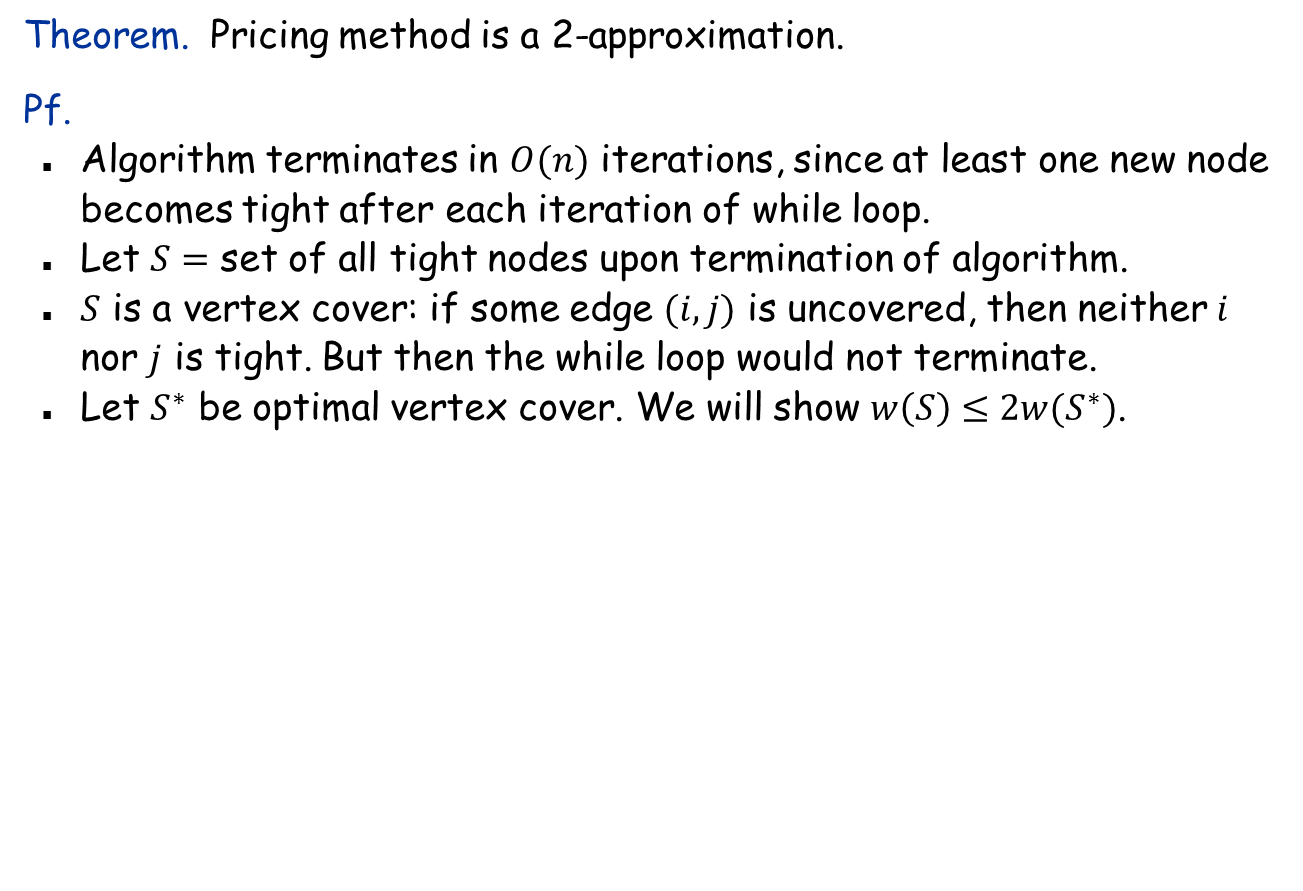 Theorem. Pricing method is a 2-approximation.
Pf.
▪ Algorithm terminates in O(n) iterations, since at least one new node
becomes tight after each iteration of while loop.
▪ Let S = set of all tight nodes upon termination of algorithm.
▪ S is a vertex cover: if some edge (i, j) is uncovered, then neither i
nor j is tight. But then the while loop would not terminate.
▪ Let S* be optimal vertex cover. We will show w(S) ≤ 2w(S*).